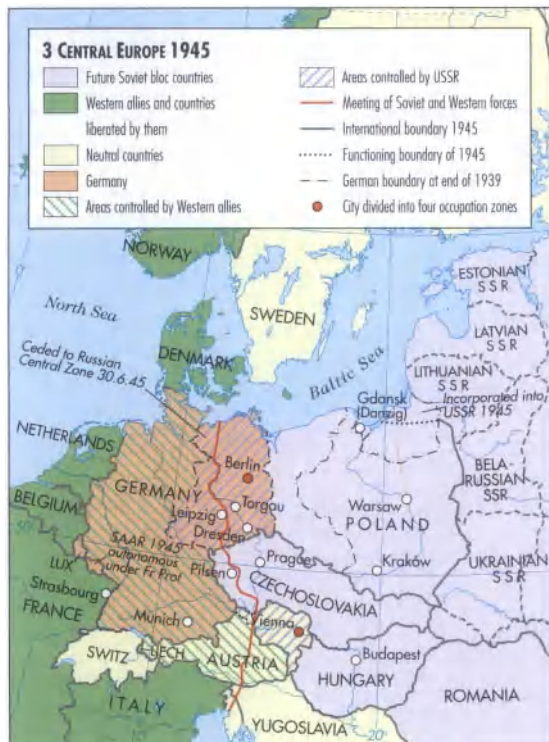 3 CENTRAL EUROPE 1945
Future Soviet bloc countries
Western allies and countries
liberated by them
Neutral countries
Germany
Areas controlled by Western allies
Areas controlled by USSR
Meeting of Soviet and Western forces
International boundary 1945
Functioning boundary of 1945
German boundary at end of 1939
City divided into four occupation zones
NORWAY
North Sea
SWEDEN
ESTONIAN
S S R
LATVIAN
S S R
LITHUANIAN
S S R
Baltic Sea
DENMARK
Ceded to Russian
Central Zone 30.6.45
Gdansk
(Danzig)
Incorporated into
USSR 1945
NETHERLANDS
BELGIUM
GERMANY
Berlin
Torgau
Leipzig
Dresden
Warsaw
POLAND
BELA-
RUSSIAN
SSR
50°
SAAR 1945
autonomous
under Fr Prot
LUX
Strasbourg
FRANCE
Pilsen
Pragues
Kraków
CZECHOSLOVAKIA
UKRAINIAN
S S R
Munich
Vienna
SWITZ
LIECH
AUSTRIA
Budapest
HUNGARY
ITALY
YUGOSLAVIA
20°
ROMANIA